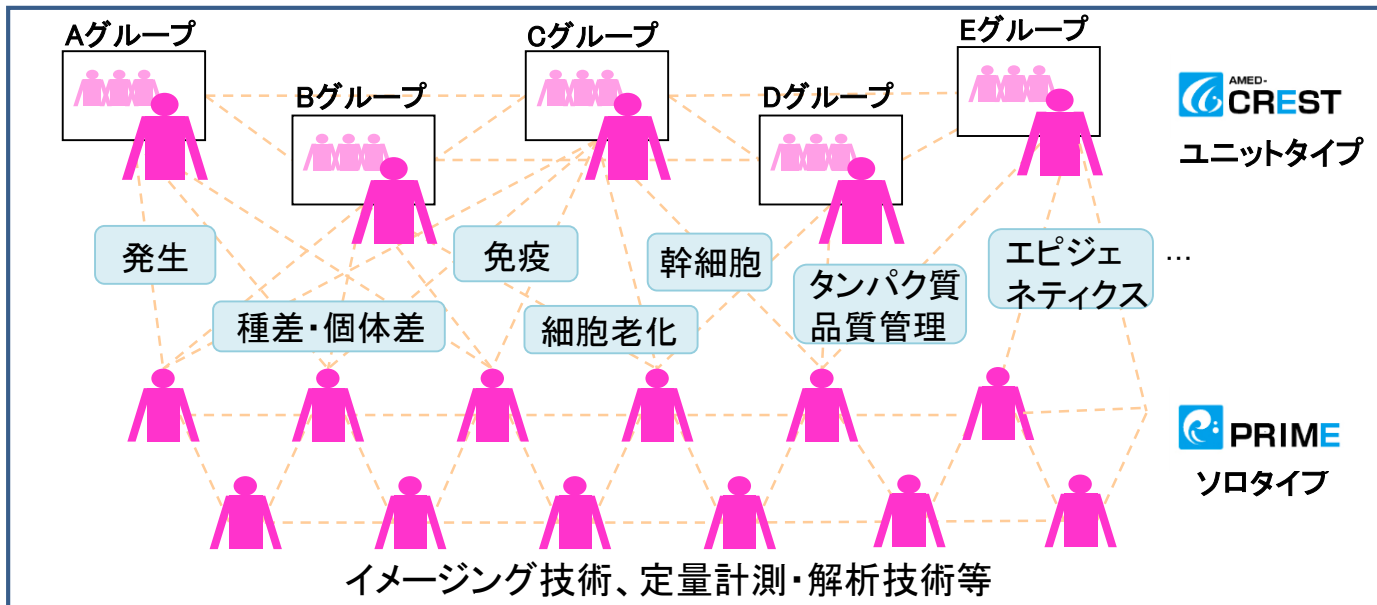 Aグループ
Bグループ
Cグループ
Dグループ
Eグループ
AMED-
CREST
ユニットタイプ
発生
種差・個体差
免疫
細胞老化
幹細胞
タンパク質
品質管理
エピジェ
ネティクス
…
PRIME
ソロタイプ
イメージング技術、定量計測・解析技術等